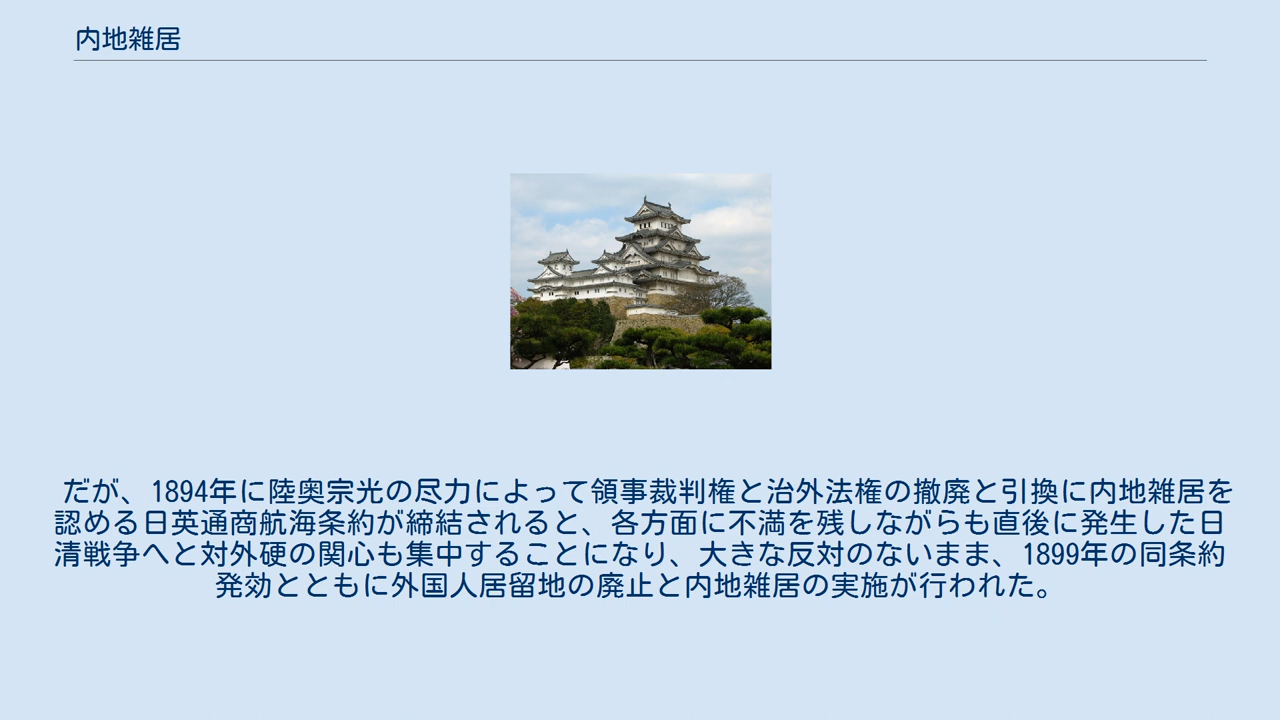 内地雑居
だが、1894年に陸奥宗光の尽力によって領事裁判権と治外法権の撤廃と引換に内地雑居を
認める日英通商航海条約が締結されると、各方面に不満を残しながらも直後に発生した日
清戦争へと対外硬の関心も集中することになり、大きな反対のないまま、1899年の同条約
発効とともに外国人居留地の廃止と内地雑居の実施が行われた。